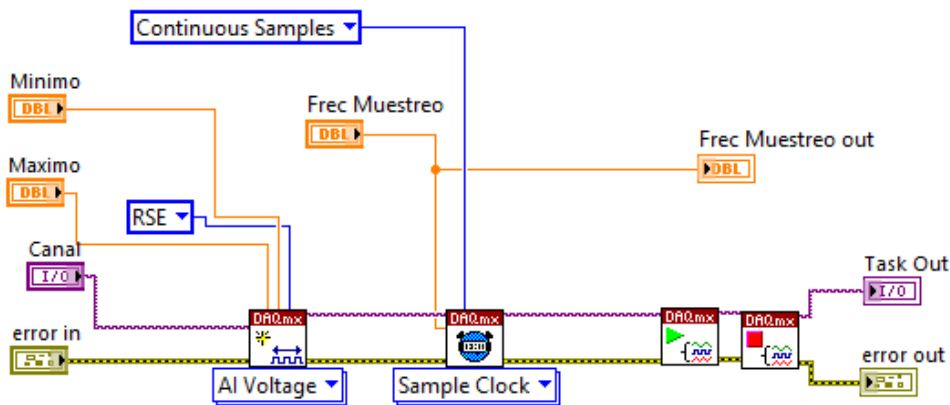 Continuous Samples
Minimo
DBL
Frec Muestreo
DBL
Frec Muestreo out
DBL
Maximo
DBL
RSE
Canal
I/O
Task Out
I/O
DAQmx
DAQmx
DAQmx
DAQmx
error in
error out
AI Voltage
Sample Clock